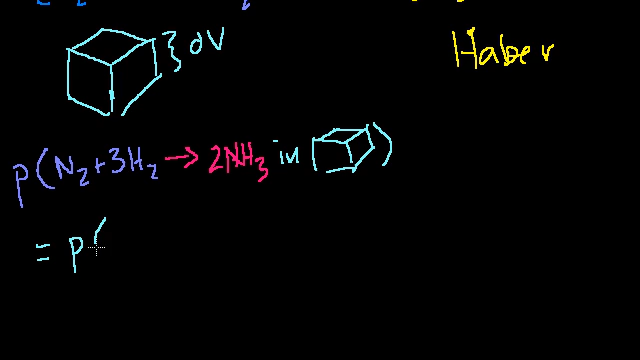 dV
Haber
p(N₂+3H₂ → 2NH₃ in )
= p(